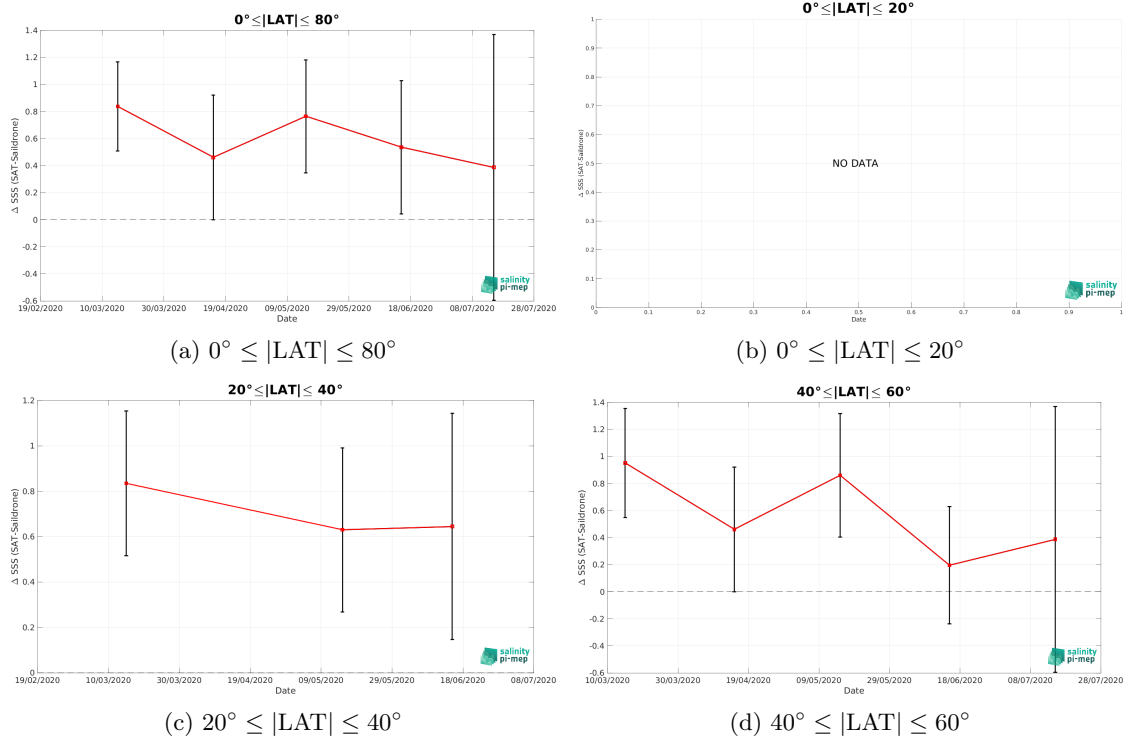 0°≤|LAT|≤ 80°
Δ SSS (SAT-Saildrone)
1.4
1.2
1
0.8
0.6
0.4
0.2
0
-0.2
-0.4
-0.6
19/02/2020 10/03/2020 30/03/2020 19/04/2020 09/05/2020 29/05/2020 18/06/2020 08/07/2020 28/07/2020
Date
salinity
pi-mep
(a) 0° ≤ |LAT| ≤ 80°
0°≤|LAT|≤ 20°
Δ SSS (SAT-Saildrone)
1
0.9
0.8
0.7
0.6
0.5
0.4
0.3
0.2
0.1
0
NO DATA
0 0.1 0.2 0.3 0.4 0.5 0.6 0.7 0.8 0.9 1
Date
salinity
pi-mep
(b) 0° ≤ |LAT| ≤ 20°
20°≤|LAT|≤ 40°
Δ SSS (SAT-Saildrone)
1.2
1
0.8
0.6
0.4
0.2
0
19/02/2020 10/03/2020 30/03/2020 19/04/2020 09/05/2020 29/05/2020 18/06/2020 08/07/2020
Date
salinity
pi-mep
(c) 20° ≤ |LAT| ≤ 40°
40°≤|LAT|≤ 60°
Δ SSS (SAT-Saildrone)
1.4
1.2
1
0.8
0.6
0.4
0.2
0
-0.2
-0.4
-0.6
10/03/2020 30/03/2020 19/04/2020 09/05/2020 29/05/2020 18/06/2020 08/07/2020 28/07/2020
Date
salinity
pi-mep
(d) 40° ≤ |LAT| ≤ 60°